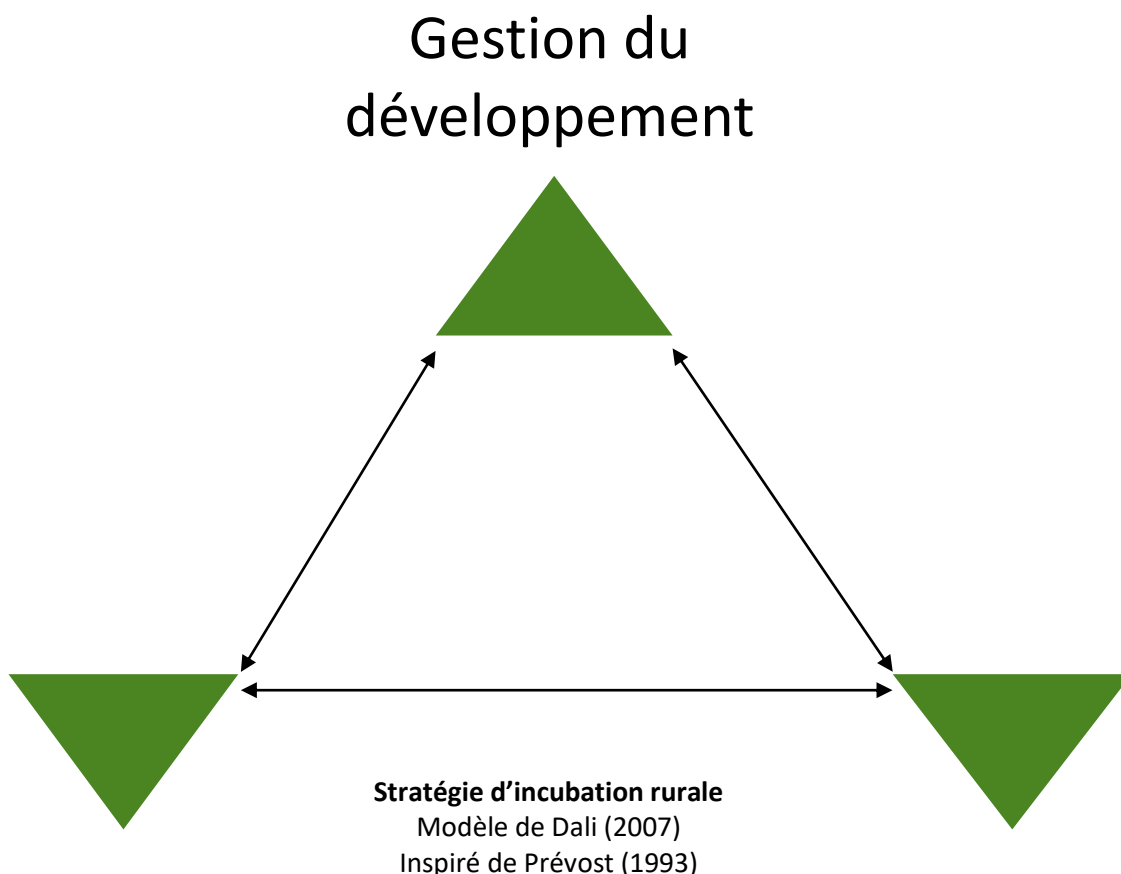 Gestion du
développement
Stratégie d’incubation rurale
Modèle de Dali (2007)
Inspiré de Prévost (1993)